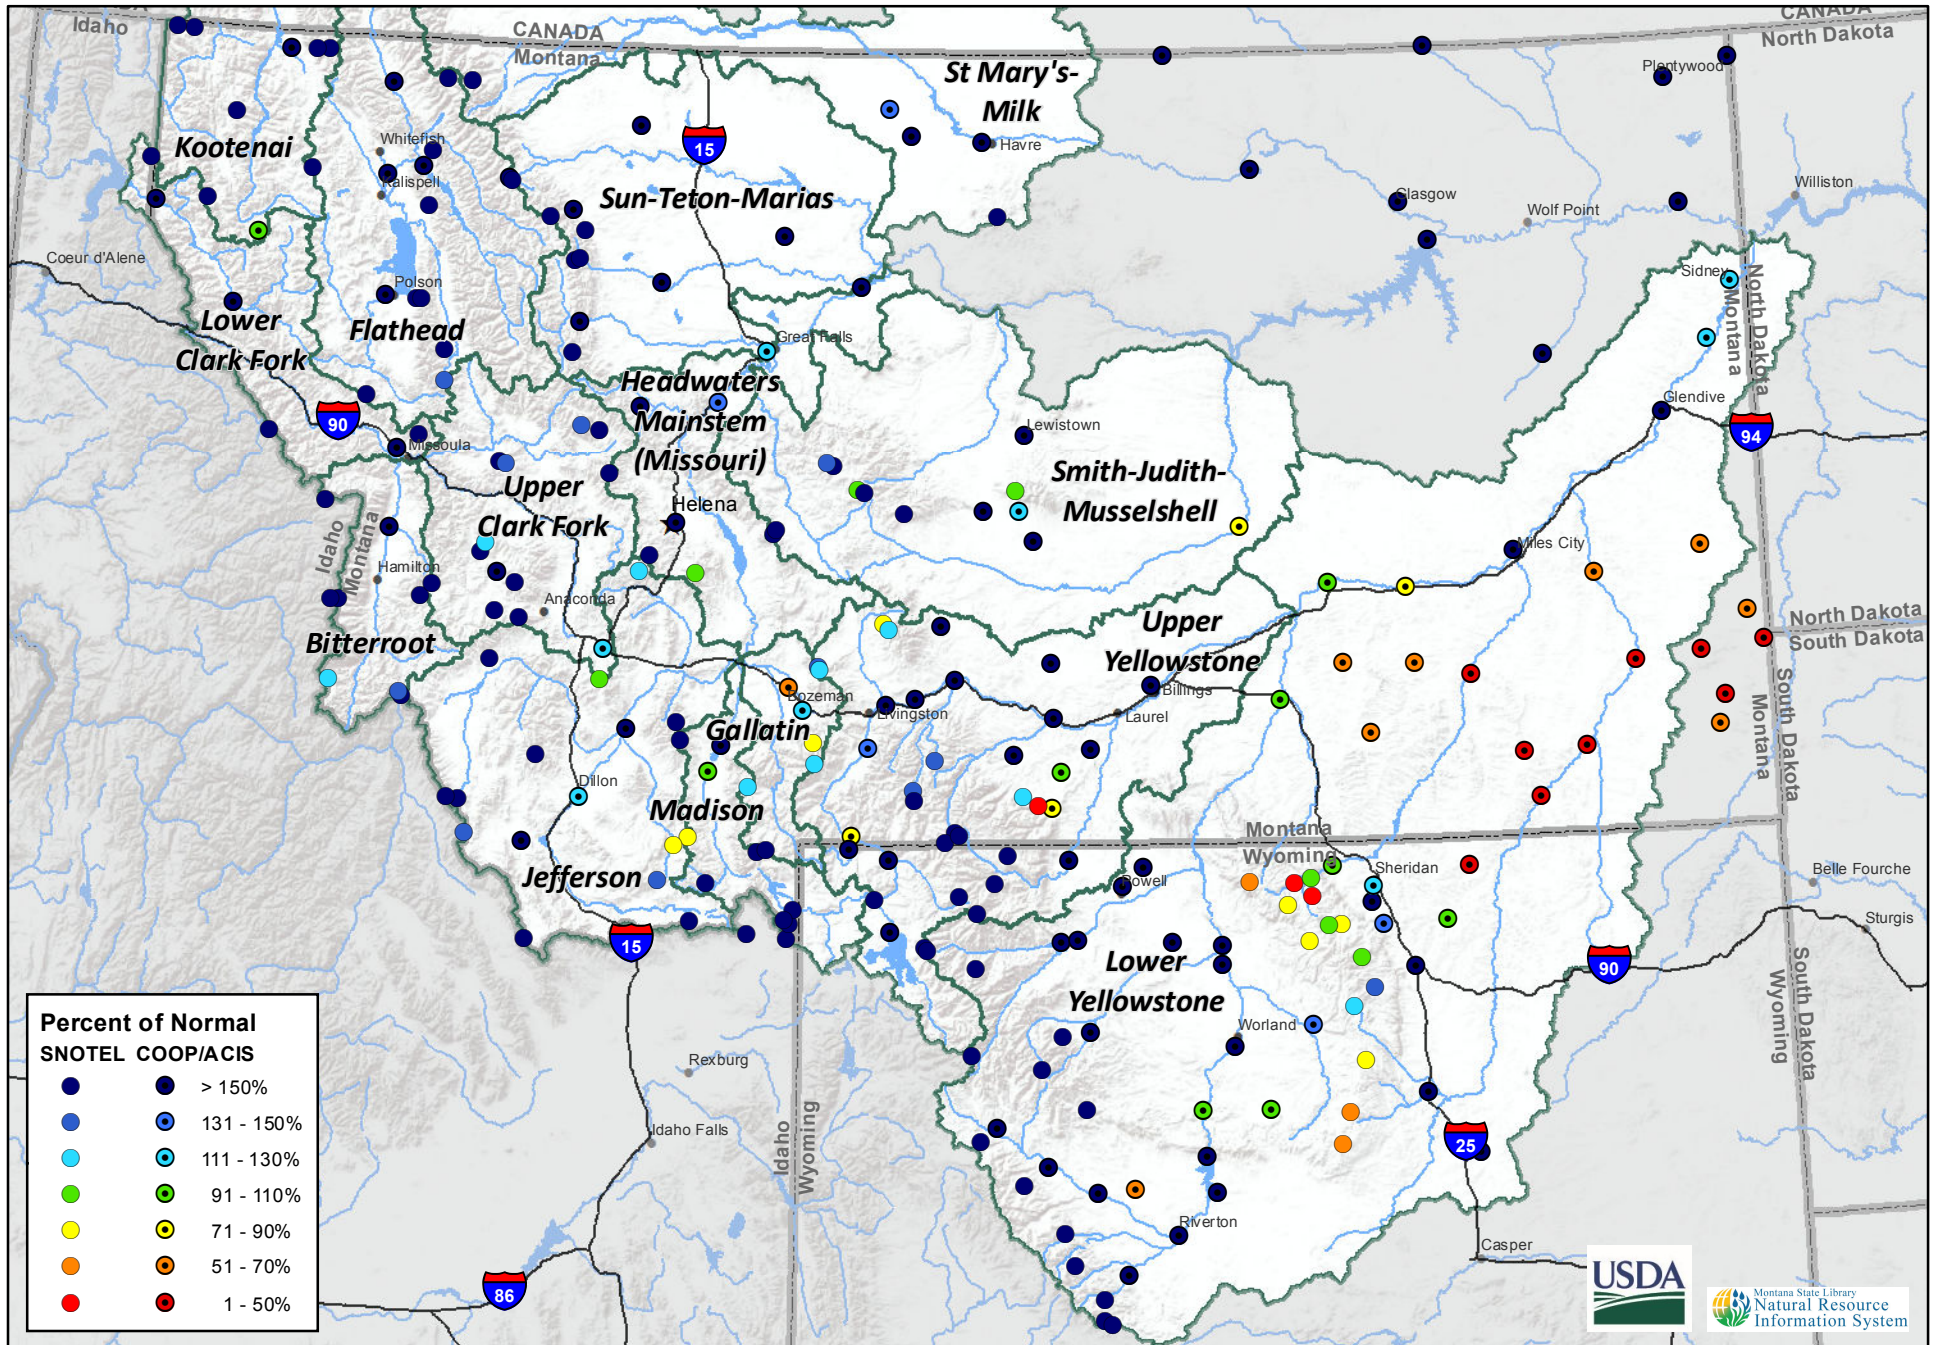 CANADA
Idaho
CANADA
Montana
CANADA
North Dakota
St Mary's-
Milk
Plentywood
Kootenai
Whitefish
Kalispell
15
Havre
Sun-Teton-Marias
Glasgow
Wolf Point
Williston
Coeur d'Alene
Polson
Sidney
Montana
North Dakota
Lower
Clark Fork
Flathead
Great Falls
Headwaters
Mainstem
(Missouri)
90
Missoula
Lewistown
Glendive
94
Smith-Judith-
Musselshell
Upper
Clark Fork
Helena
Idaho
Montana
Hamilton
Miles City
Anaconda
Bitterroot
Upper
Yellowstone
North Dakota
South Dakota
Bozeman
Livingston
Billings
Laurel
Gallatin
Montana
South Dakota
Dillon
Madison
Montana
Wyoming
Jefferson
Powell
Sheridan
Belle Fourche
Sturgis
15
Lower
Yellowstone
90
Wyoming
South Dakota
Worland
Rexburg
Idaho
Wyoming
Idaho Falls
25
Riverton
Casper
86
Percent of Normal
SNOTEL COOP/ACIS
> 150%
131 - 150%
111 - 130%
91 - 110%
71 - 90%
51 - 70%
1 - 50%
USDA
Montana State Library
Natural Resource
Information System